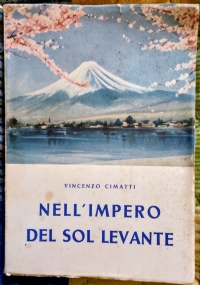 VINCENZO CIMATTI
NELL'IMPERO
DEL SOL LEVANTE